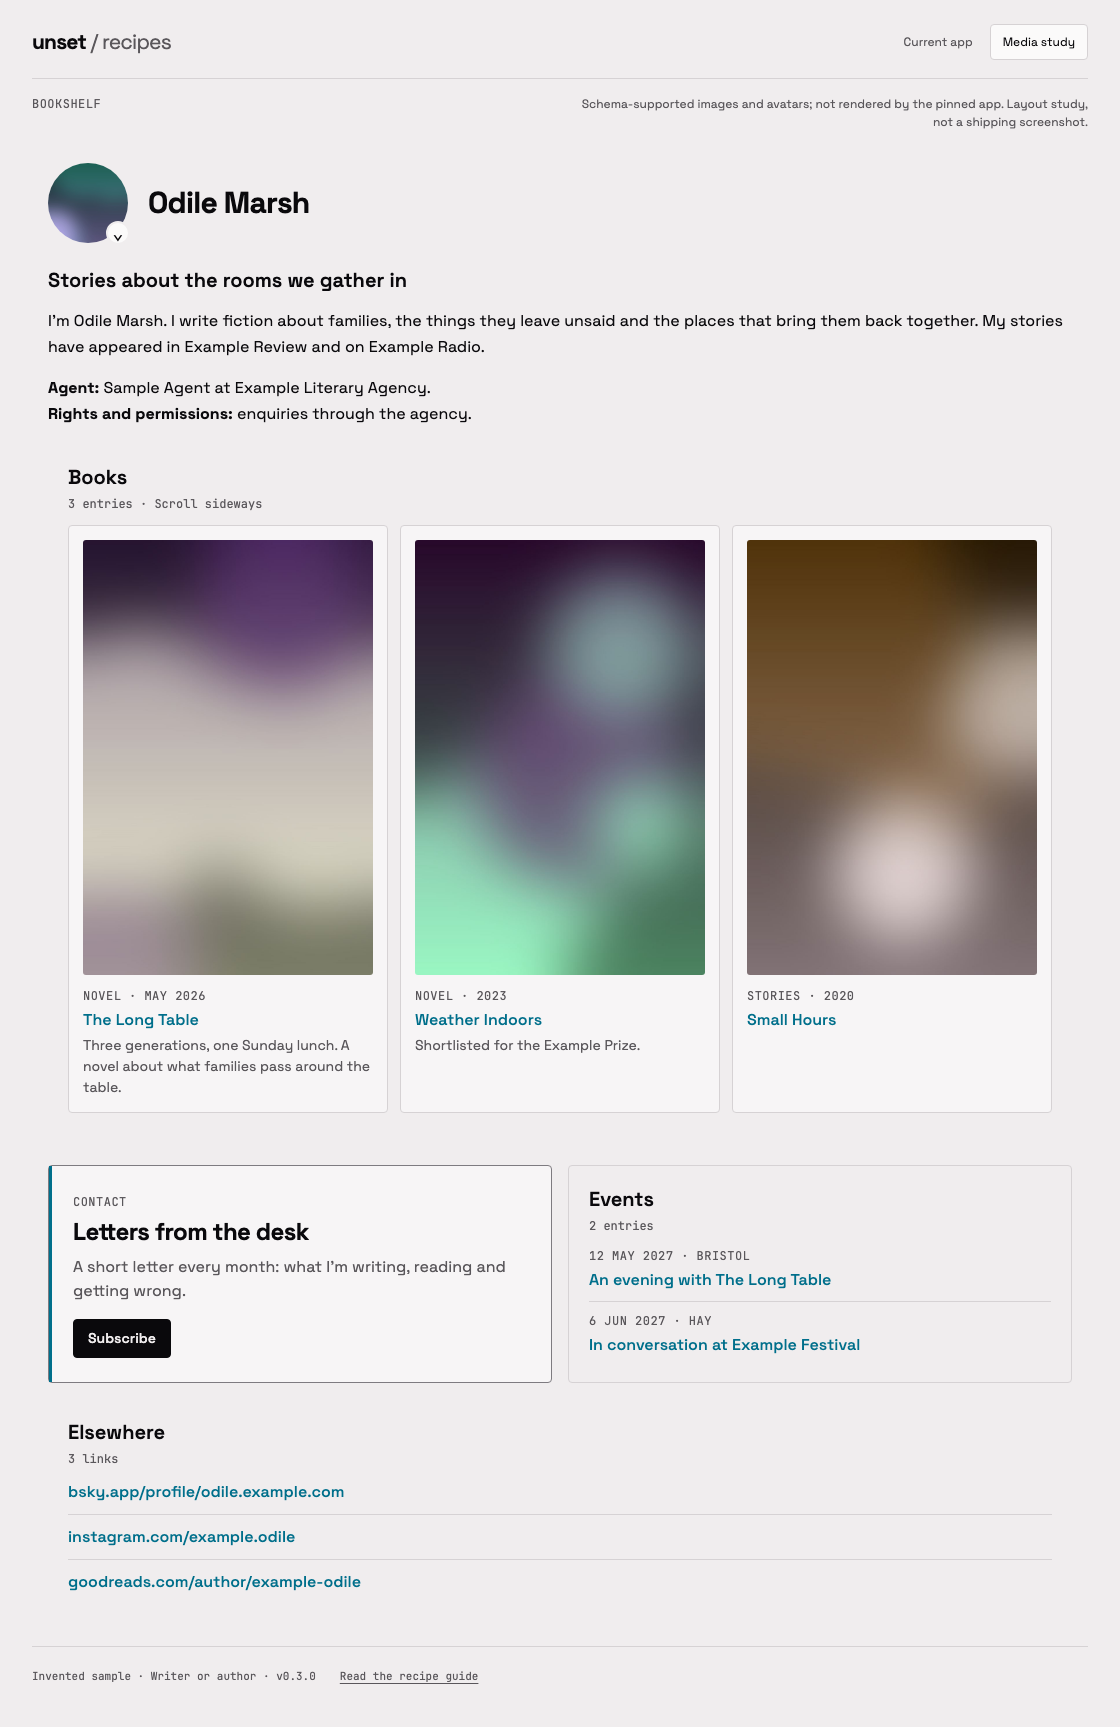 unset / recipes
Current app
Media study
BOOKSHELF
Schema-supported images and avatars; not rendered by the pinned app. Layout study,
not a shipping screenshot.
Odile Marsh
Stories about the rooms we gather in
I'm Odile Marsh. I write fiction about families, the things they leave unsaid and the places that bring them back together. My stories
have appeared in Example Review and on Example Radio.
Agent: Sample Agent at Example Literary Agency.
Rights and permissions: enquiries through the agency.
Books
3 entries · Scroll sideways
NOVEL · MAY 2026
The Long Table
Three generations, one Sunday lunch. A
novel about what families pass around the
table.
NOVEL · 2023
Weather Indoors
Shortlisted for the Example Prize.
STORIES · 2020
Small Hours
CONTACT
Letters from the desk
A short letter every month: what I'm writing, reading and
getting wrong.
Subscribe
Events
2 entries
12 MAY 2027 · BRISTOL
An evening with The Long Table
6 JUN 2027 · HAY
In conversation at Example Festival
Elsewhere
3 links
bsky.app/profile/odile.example.com
instagram.com/example.odile
goodreads.com/author/example-odile
Invented sample · Writer or author · v0.3.0
Read the recipe guide